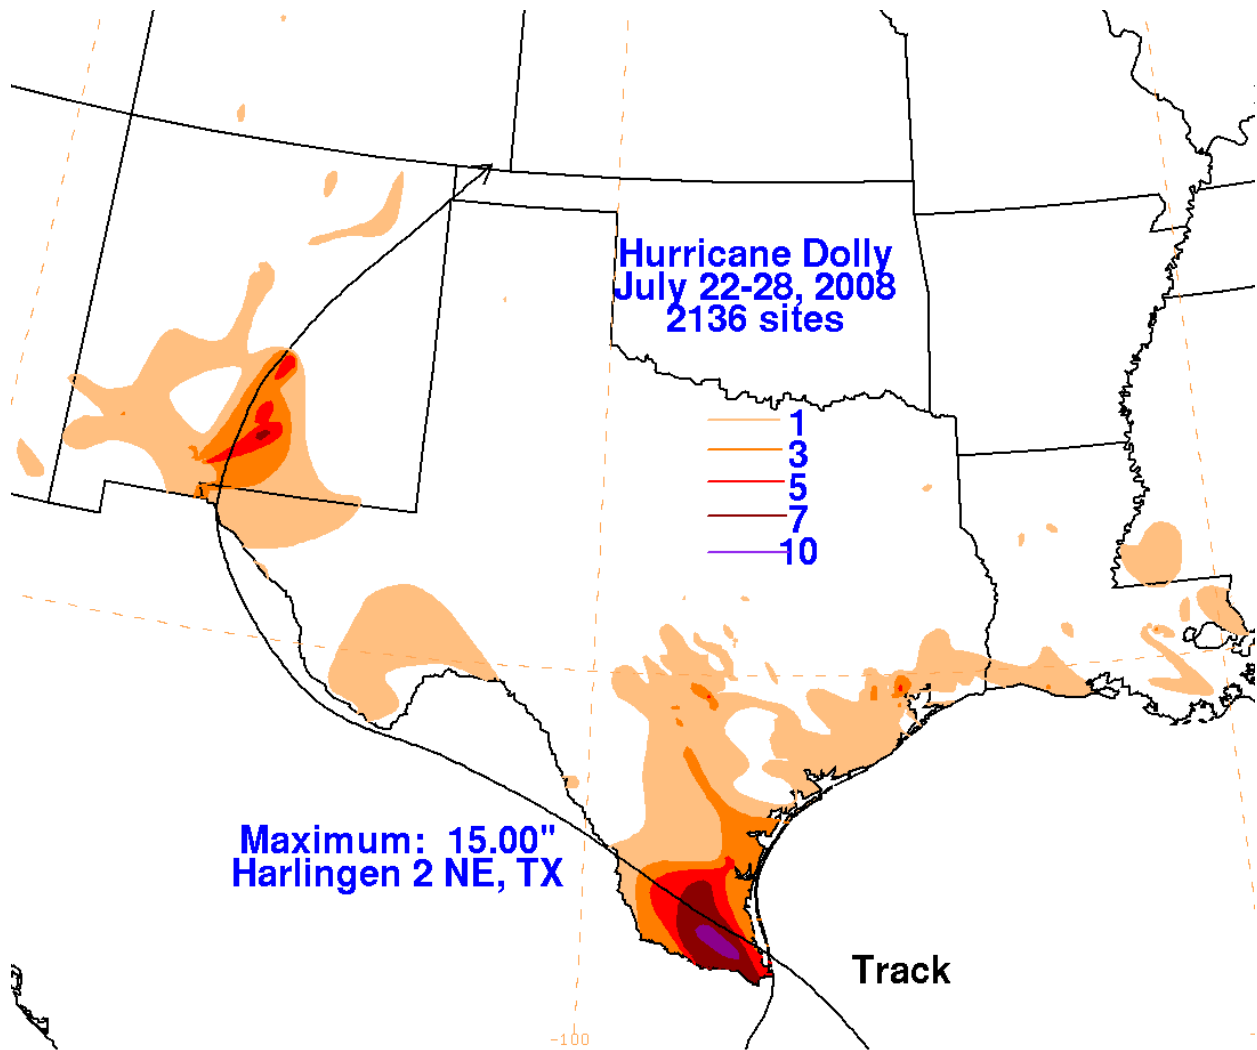 Hurricane Dolly
July 22-28, 2008
2136 sites
1
3
5
7
10
Maximum:  15.00"
Harlingen 2 NE, TX
Track
-100